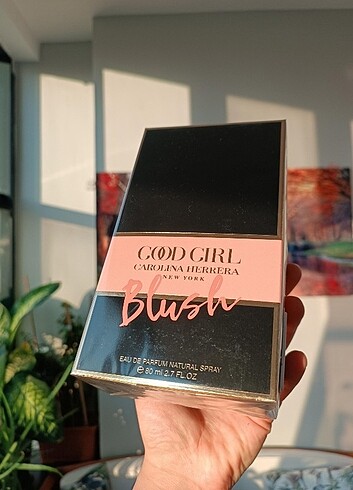 GOOD GIRL
CAROLINA HERRERA
NEW YORK
Blush
EAU DE PARFUM NATURAL SPRAY
℮ 80 ml 2.7 FL.OZ